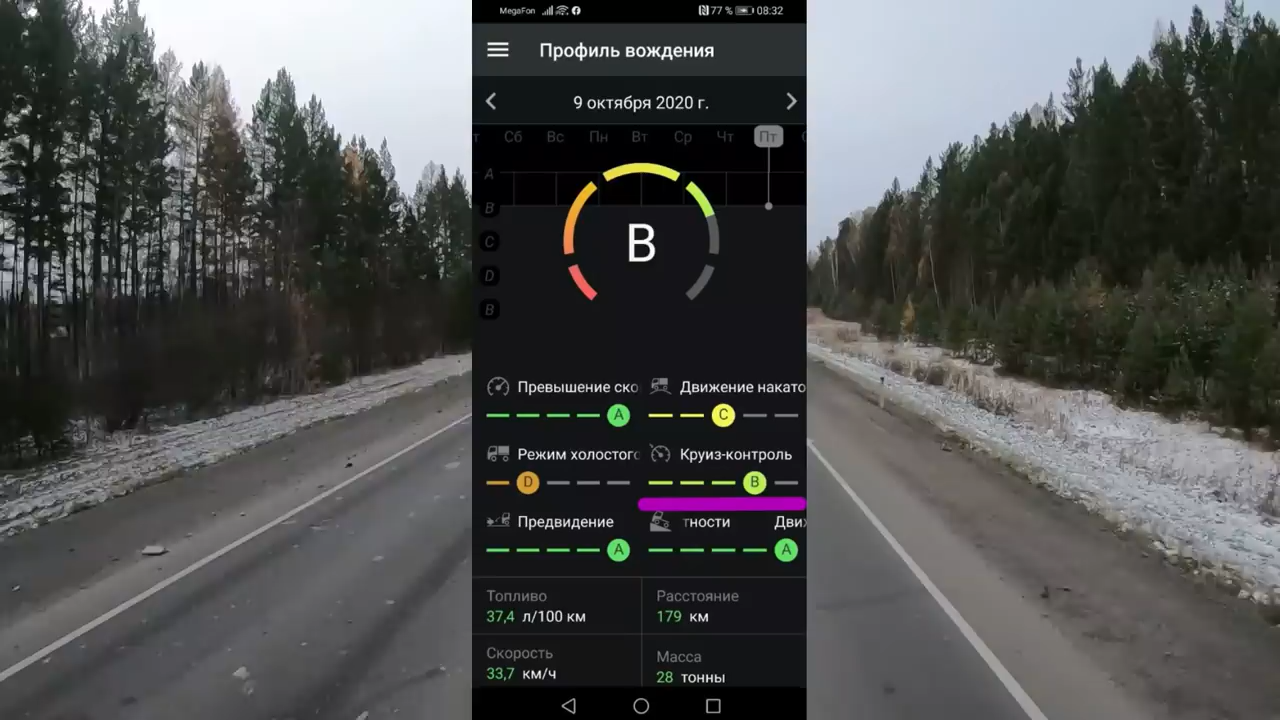 MegaFon 77 % 08:32
Профиль вождения
9 октября 2020 г.
Сб Вс Пн Вт Ср Чт Пт
A
B
C
D
B
B
Превышение ско Движение накато
A C
Режим холостого Круиз-контроль
D B
Предвидение тности Движ
A A
Топливо Расстояние
37,4 л/100 км 179 км
Скорость Масса
33,7 км/ч 28 тонны